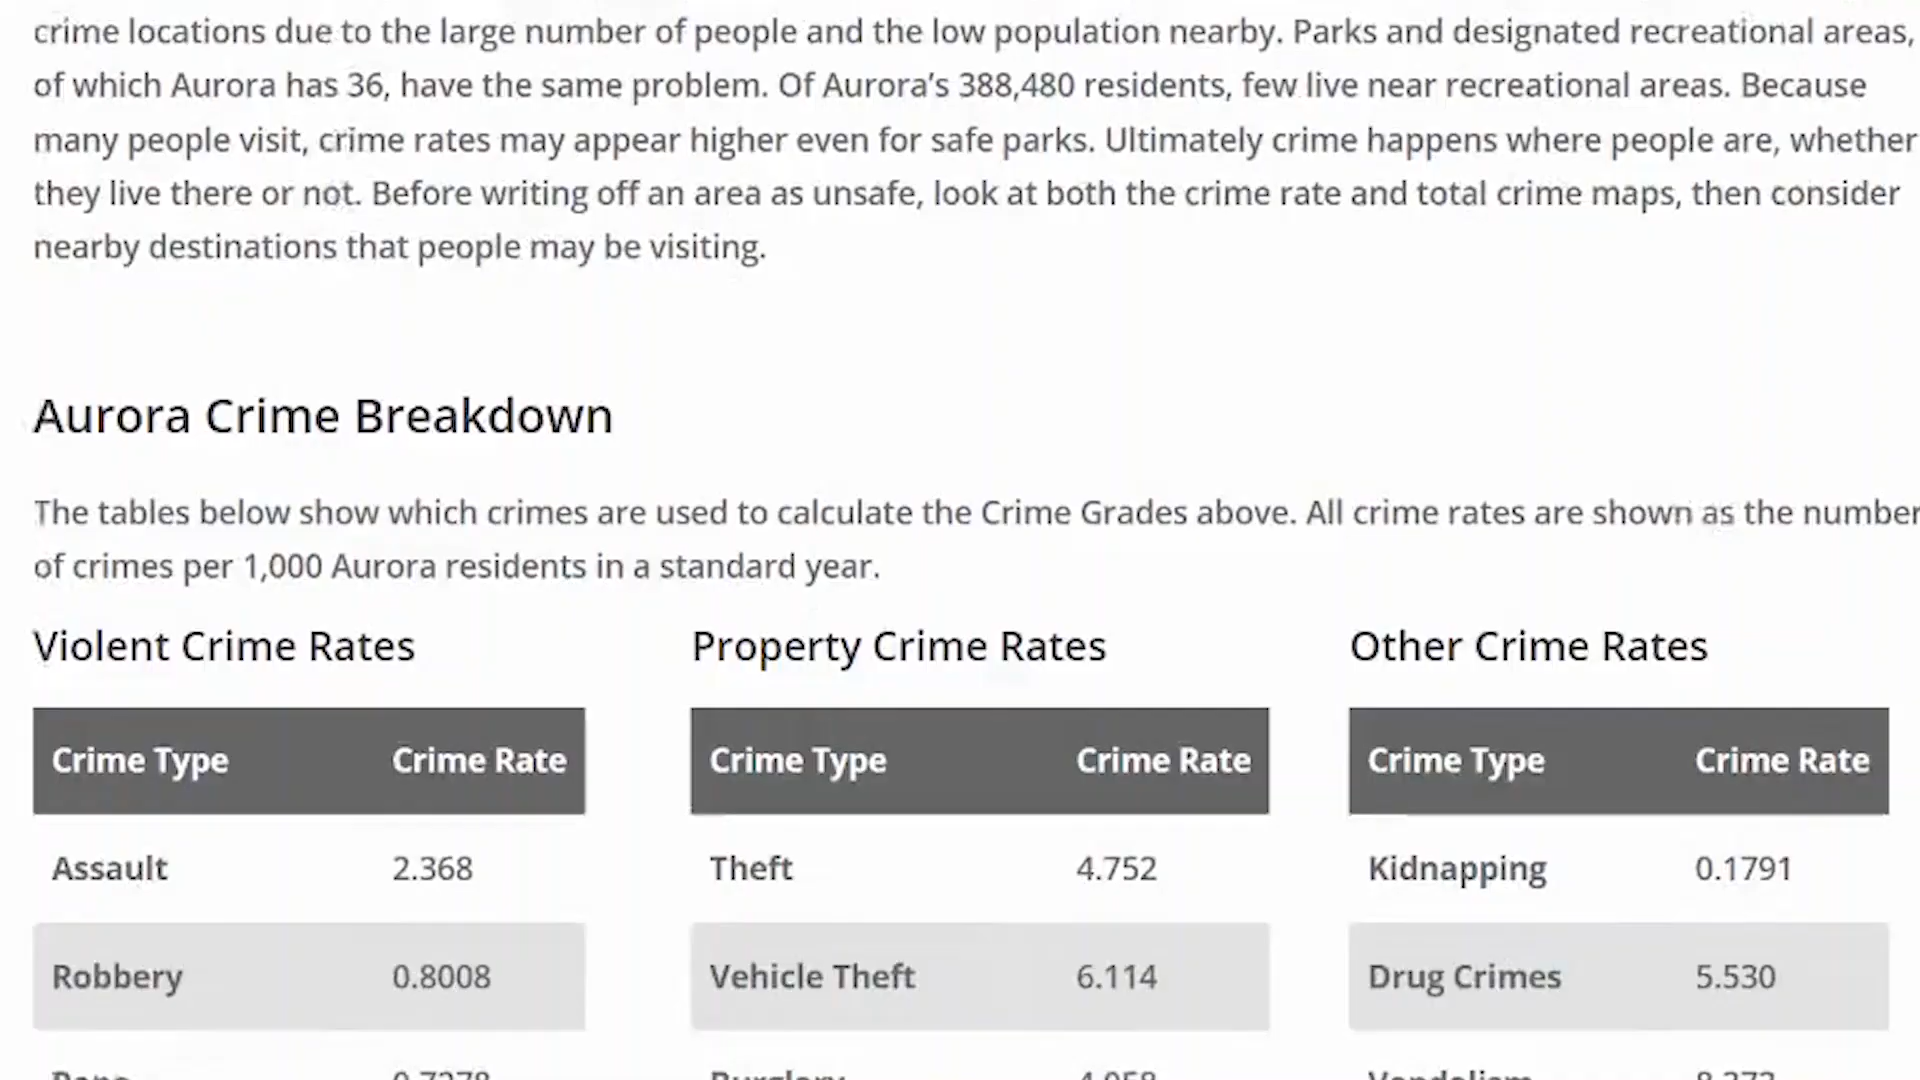 crime locations due to the large number of people and the low population nearby. Parks and designated recreational areas,
of which Aurora has 36, have the same problem. Of Aurora’s 388,480 residents, few live near recreational areas. Because
many people visit, crime rates may appear higher even for safe parks. Ultimately crime happens where people are, whether
they live there or not. Before writing off an area as unsafe, look at both the crime rate and total crime maps, then consider
nearby destinations that people may be visiting.
Aurora Crime Breakdown
The tables below show which crimes are used to calculate the Crime Grades above. All crime rates are shown as the number
of crimes per 1,000 Aurora residents in a standard year.
Violent Crime Rates
Crime Type Crime Rate
Assault 2.368
Robbery 0.8008
Property Crime Rates
Crime Type Crime Rate
Theft 4.752
Vehicle Theft 6.114
Other Crime Rates
Crime Type Crime Rate
Kidnapping 0.1791
Drug Crimes 5.530